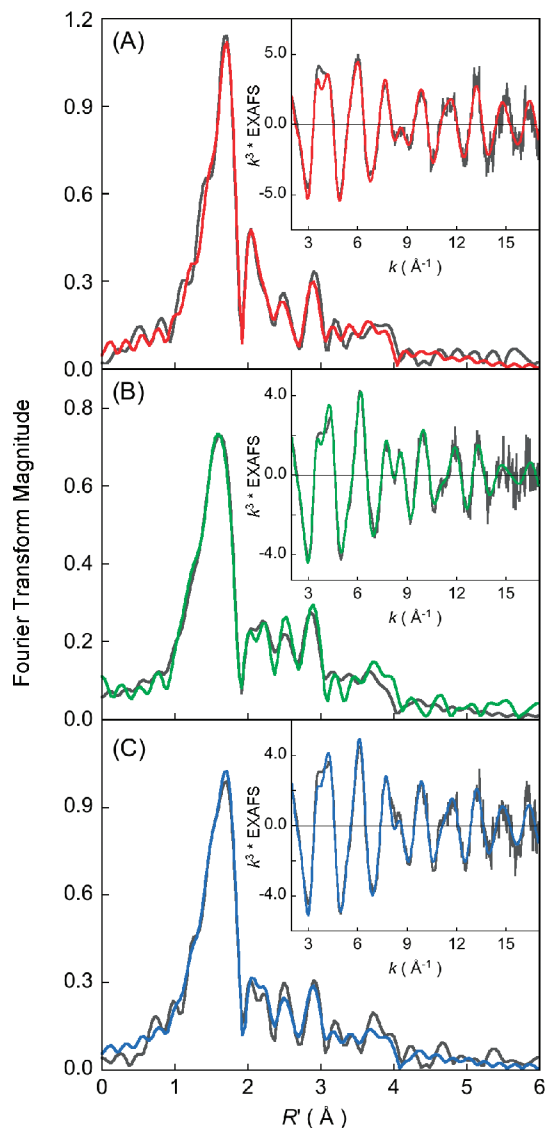 Fourier Transform Magnitude
(A)
1.2
0.9
0.6
0.3
0.0
k³ * EXAFS
5.0
0.0
-5.0
3 6 9 12 15
k ( Å⁻¹ )
(B)
0.8
0.6
0.4
0.2
0.0
k³ * EXAFS
4.0
0.0
-4.0
3 6 9 12 15
k ( Å⁻¹ )
(C)
0.9
0.6
0.3
0.0
k³ * EXAFS
4.0
0.0
-4.0
3 6 9 12 15
k ( Å⁻¹ )
0 1 2 3 4 5 6
R' ( Å )